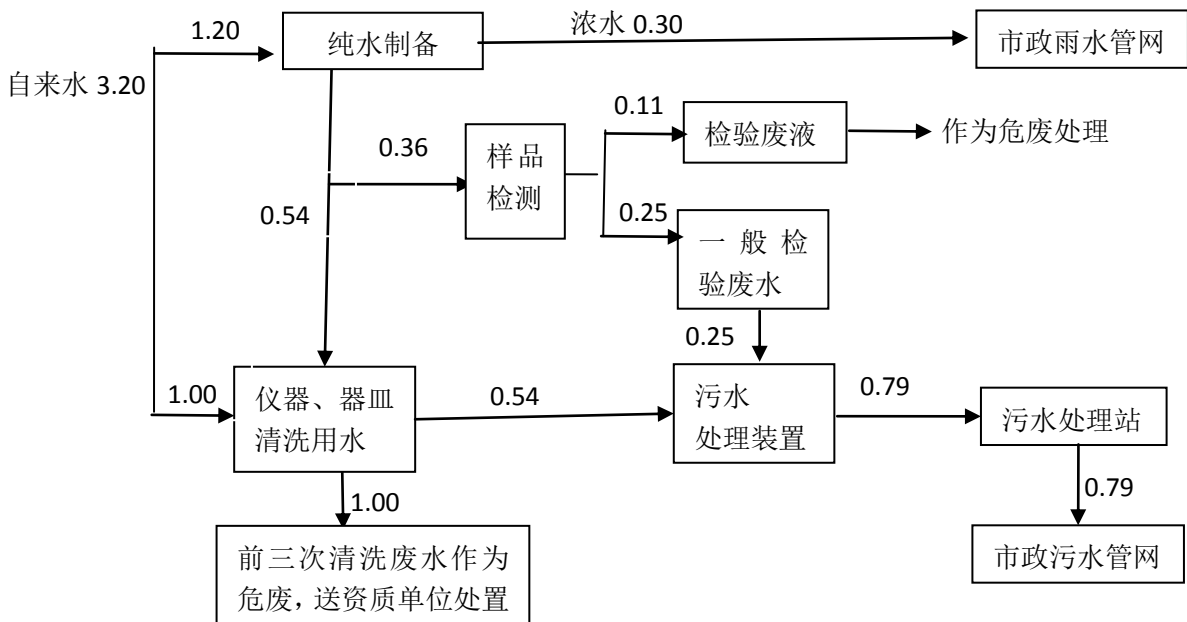 1.20
纯水制备
浓水 0.30
市政雨水管网
自来水 3.20
0.11
检验废液
作为危废处理
0.36
样品
检测
0.54
0.25
一般检
验废水
0.25
1.00
仪器、器皿
清洗用水
0.54
污水
处理装置
0.79
污水处理站
1.00
0.79
前三次清洗废水作为
危废，送资质单位处置
市政污水管网